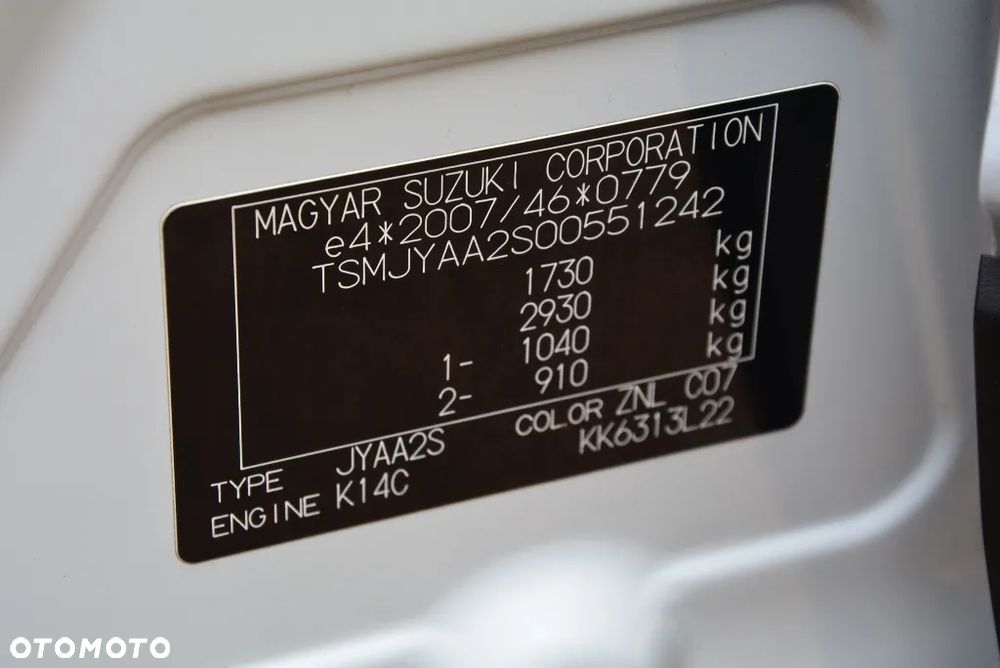 MAGYAR SUZUKI CORPORATION
e4*2007/46*0779
TSMJYAA2S00551242
1730 kg
2930 kg
1- 1040 kg
2- 910 kg
TYPE JYAA2S COLOR ZNL C07
ENGINE K14C KK6313L22
OTOMOTO